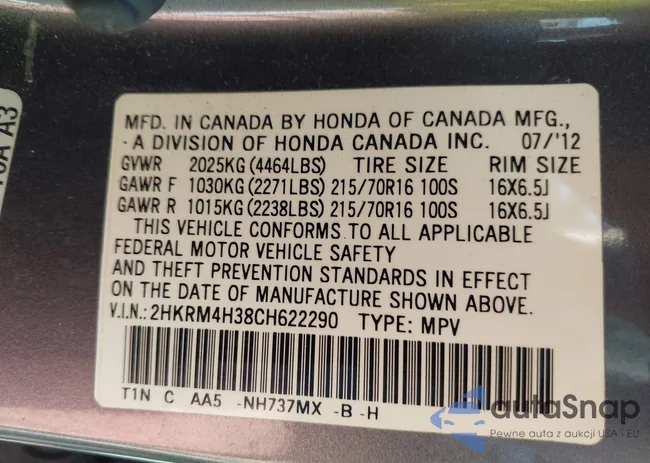 MFD. IN CANADA BY HONDA OF CANADA MFG.,
A DIVISION OF HONDA CANADA INC. 07/'12
GVWR 2025KG (4464LBS) TIRE SIZE RIM SIZE
GAWR F 1030KG (2271LBS) 215/70R16 100S 16X6.5J
GAWR R 1015KG (2238LBS) 215/70R16 100S 16X6.5J
THIS VEHICLE CONFORMS TO ALL APPLICABLE
FEDERAL MOTOR VEHICLE SAFETY
AND THEFT PREVENTION STANDARDS IN EFFECT
ON THE DATE OF MANUFACTURE SHOWN ABOVE.
V.I.N.: 2HKRM4H38CH622290 TYPE: MPV
T1N C AA5 -NH737MX -B -H
autoSnap
Pewne auta z aukcji USA i EU